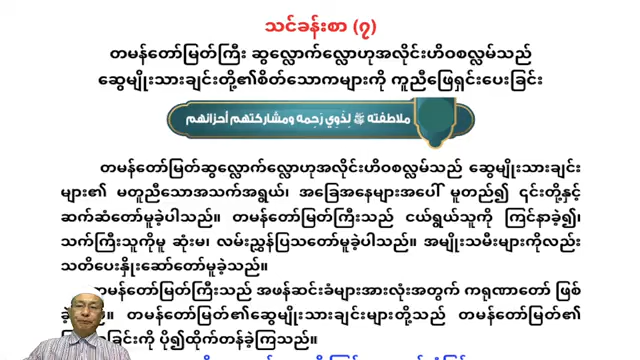 သင်ခန်းစာ (၇)
တမန်တော်မြတ်ကြီး ဆွလ္လောက်လ္လောဟုအလိုင်းဟိဝစလ္လမ်သည်
ဆွေမျိုးသားချင်းတို့၏စိတ်သောကများကို ကူညီဖြေရှင်းပေးခြင်း
ملاطفته ﷺ لِذَوِي رَحِمِه ومشاركتهم أحزانهم
တမန်တော်မြတ်ဆွလ္လောက်လ္လောဟုအလိုင်းဟိဝစလ္လမ်သည် ဆွေမျိုးသားချင်း
များ၏ မတူညီသောအသက်အရွယ်၊ အခြေအနေများအပေါ် မူတည်၍ ၎င်းတို့နှင့်
ဆက်ဆံတော်မူခဲ့ပါသည်။ တမန်တော်မြတ်ကြီးသည် ငယ်ရွယ်သူကို ကြင်နာခဲ့၍၊
သက်ကြီးသူကိုမူ ဆုံးမ၊ လမ်းညွှန်ပြသတော်မူခဲ့ပါသည်။ အမျိုးသမီးများကိုလည်း
သတိပေးနှိုးဆော်တော်မူခဲ့သည်။
တမန်တော်မြတ်ကြီးသည် အဖန်ဆင်းခံများအားလုံးအတွက် ကရုဏာတော် ဖြစ်
တမန်တော်မြတ်၏ဆွေမျိုးသားချင်းများတို့သည် တမန်တော်မြတ်၏
ပို၍ထိုက်တန်ခဲ့ကြသည်။